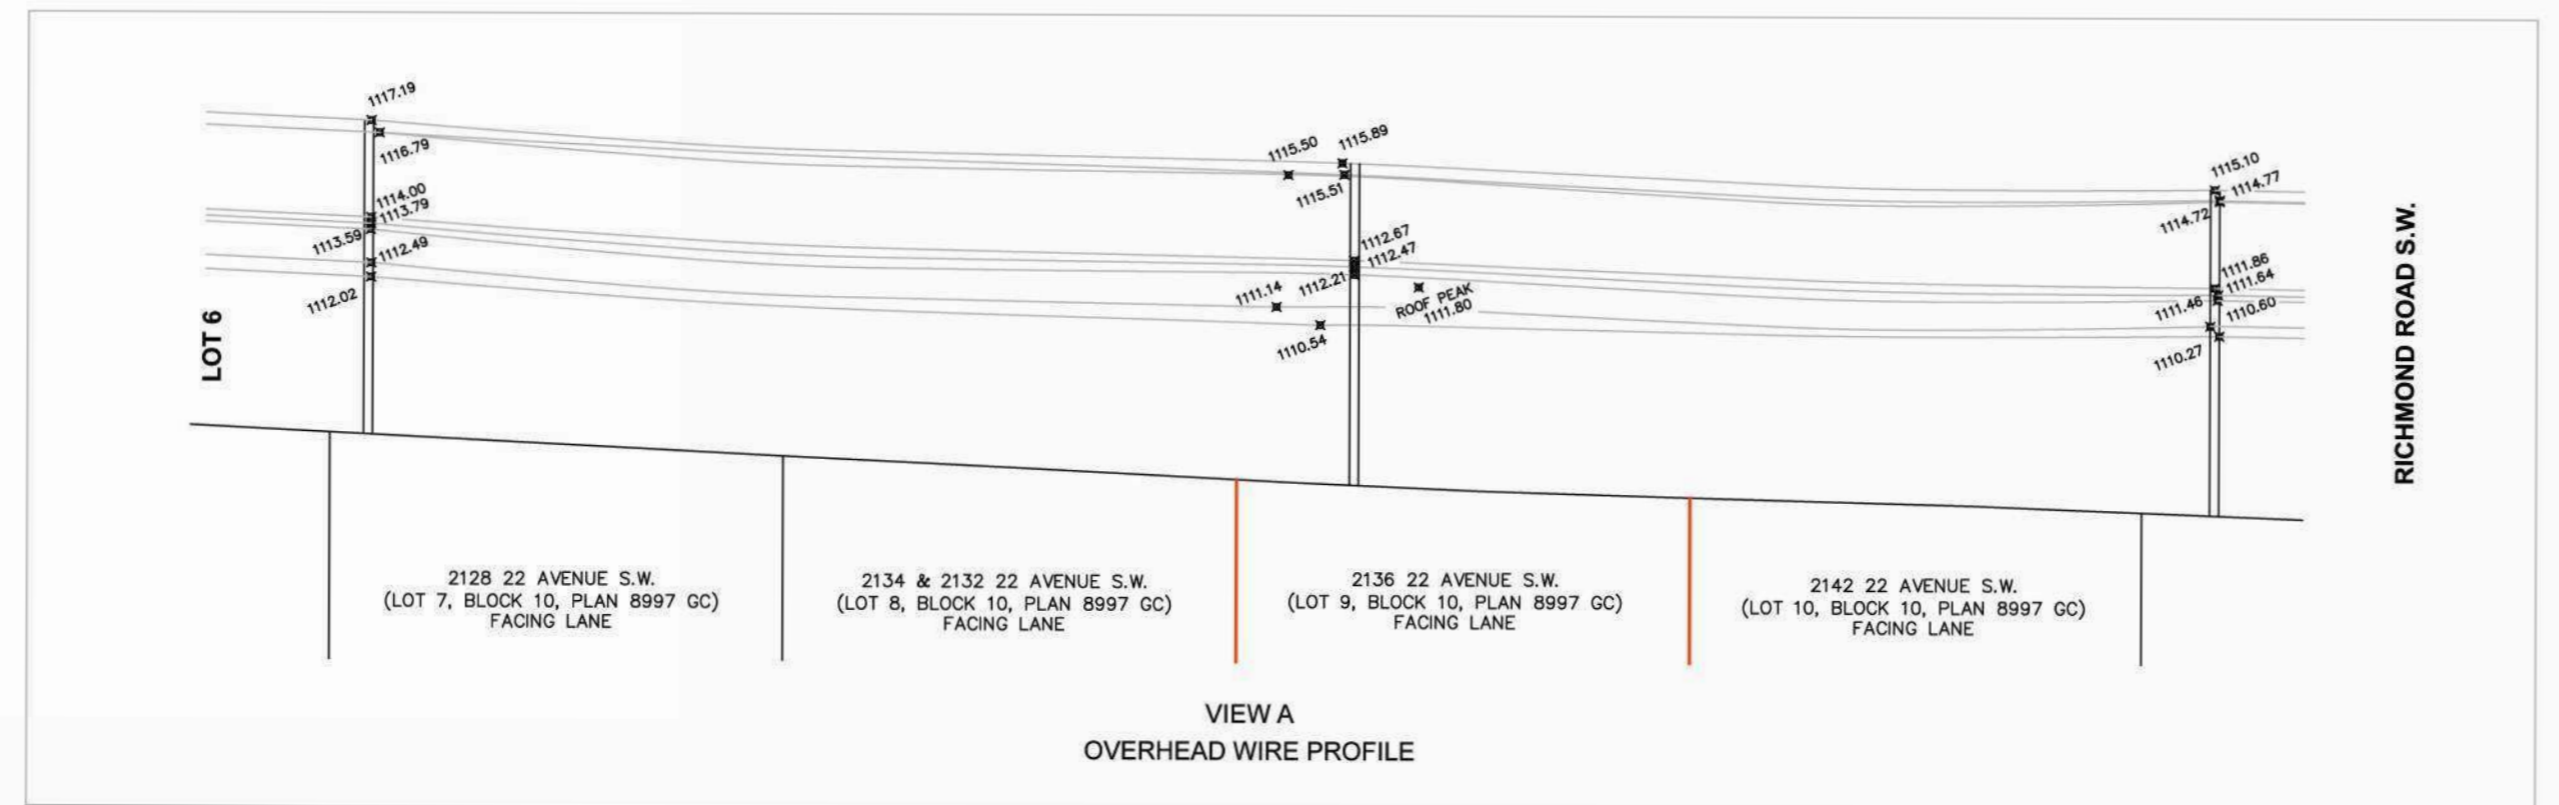 1117.19
1116.79
1114.00
1113.79
1113.59
1112.49
1112.02
1115.50
1115.89
1115.51
1112.67
1112.47
1112.21
1111.14
ROOF PEAK
1111.80
1110.54
1115.10
1114.77
1114.72
1111.86
1111.64
1111.46
1110.60
1110.27
LOT 6
RICHMOND ROAD S.W.
2128 22 AVENUE S.W.
(LOT 7, BLOCK 10, PLAN 8997 GC)
FACING LANE
2134 & 2132 22 AVENUE S.W.
(LOT 8, BLOCK 10, PLAN 8997 GC)
FACING LANE
2136 22 AVENUE S.W.
(LOT 9, BLOCK 10, PLAN 8997 GC)
FACING LANE
2142 22 AVENUE S.W.
(LOT 10, BLOCK 10, PLAN 8997 GC)
FACING LANE
VIEW A
OVERHEAD WIRE PROFILE